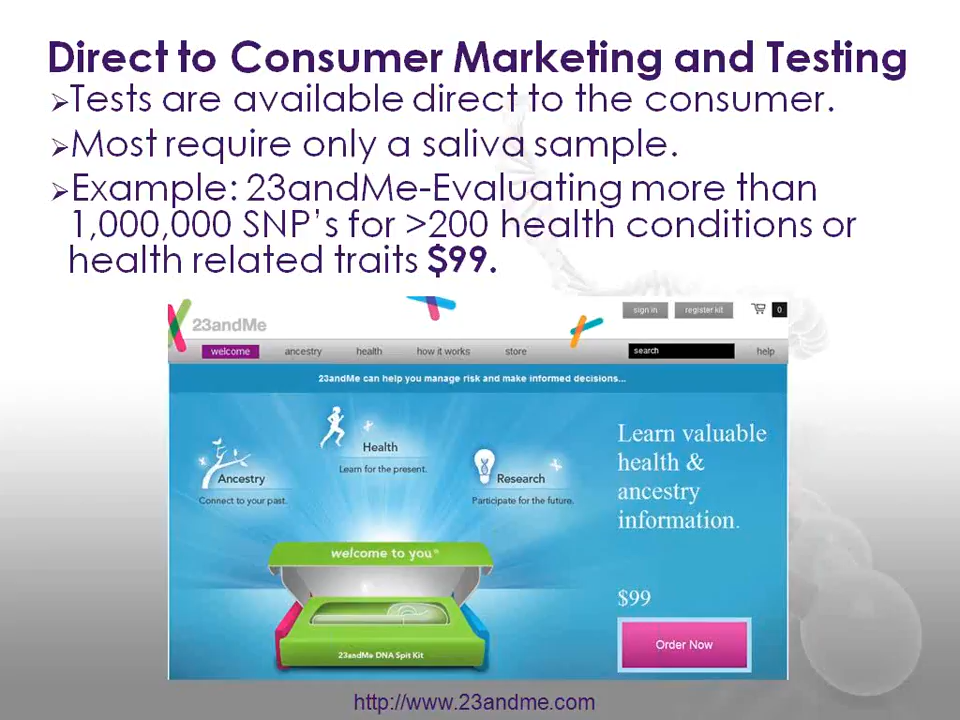 Direct to Consumer Marketing and Testing
➢Tests are available direct to the consumer.
➢Most require only a saliva sample.
➢Example: 23andMe-Evaluating more than
1,000,000 SNP's for >200 health conditions or
health related traits $99.
sign in register kit 0
23andMe
welcome ancestry health how it works store search help
23andMe can help you manage risk and make informed decisions...
Health
Learn for the present.
Ancestry
Connect to your past.
Research
Participate for the future.
Learn valuable
health &
ancestry
information.
welcome to you®
$99
Order Now
23andMe DNA Spit Kit
http://www.23andme.com